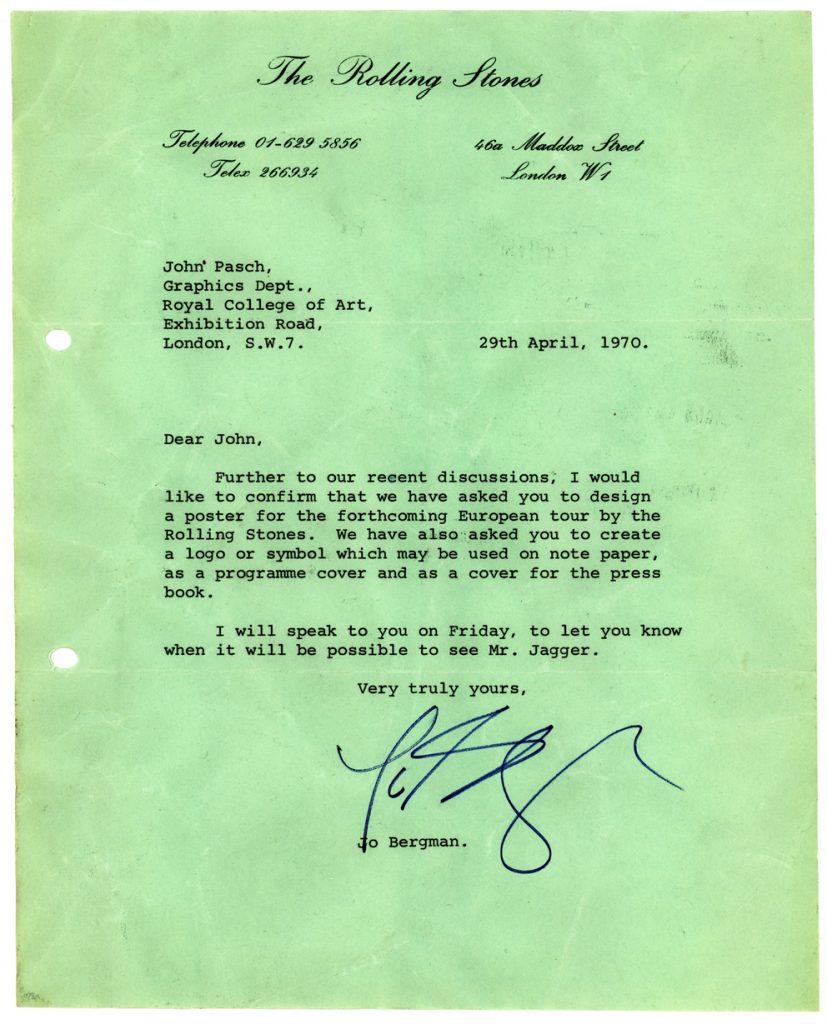 The Rolling Stones
Telephone 01-629 5856
46a Maddox Street
Telex 266934
London W1
John Pasch,
Graphics Dept.,
Royal College of Art,
Exhibition Road,
London, S.W.7.
29th April, 1970.
Dear John,
Further to our recent discussions, I would
like to confirm that we have asked you to design
a poster for the forthcoming European tour by the
Rolling Stones. We have also asked you to create
a logo or symbol which may be used on note paper,
as a programme cover and as a cover for the press
book.
I will speak to you on Friday, to let you know
when it will be possible to see Mr. Jagger.
Very truly yours,
Jo Bergman.